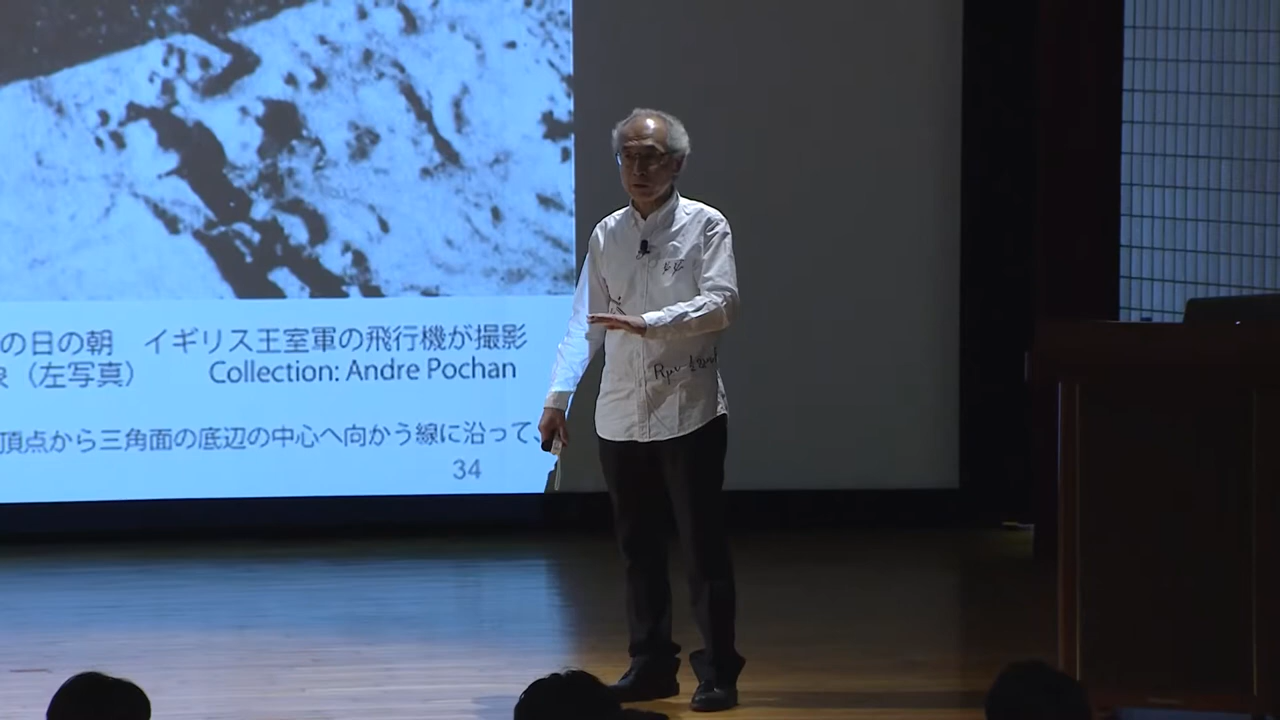 の日の朝　イギリス王室軍の飛行機が撮影
（左写真）　Collection: Andre Pochan
頂点から三角面の底辺の中心へ向かう線に沿って、
34